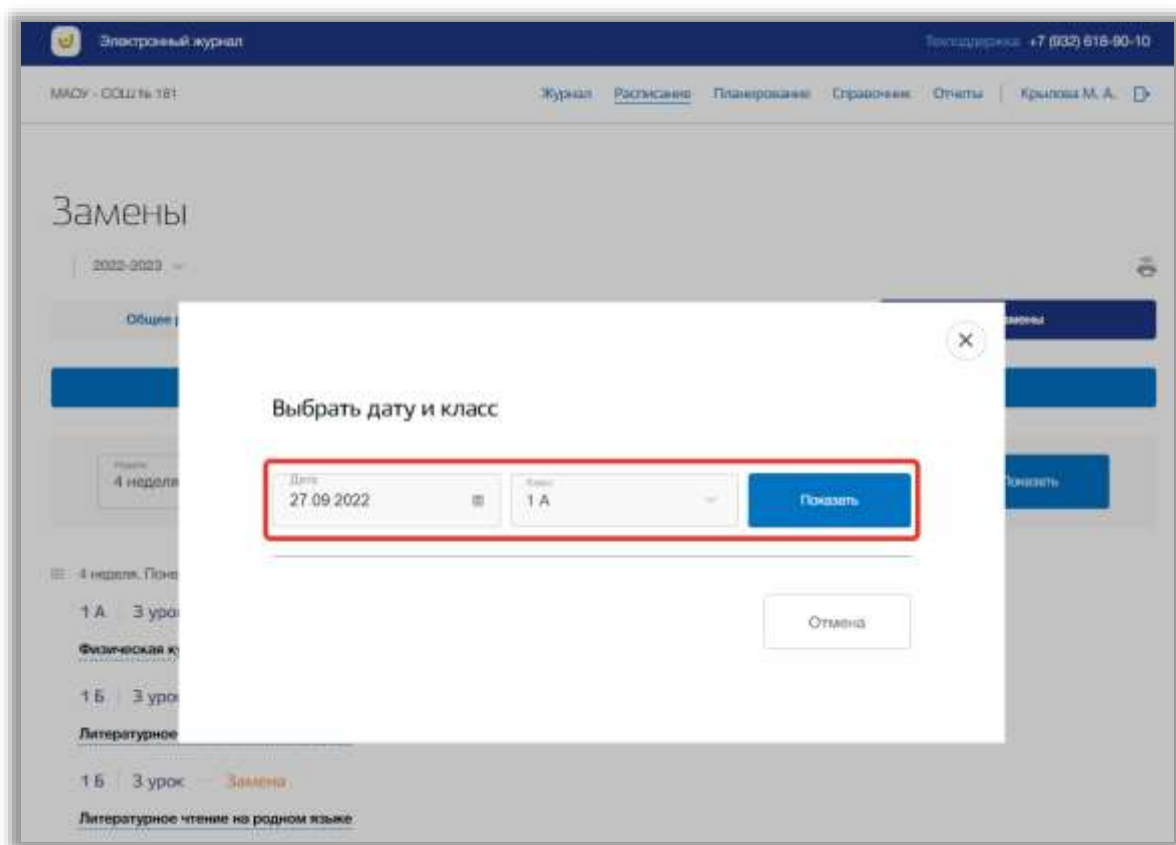 Электронный журнал
Техподдержка: +7 (932) 618-90-10
МАОУ - СОШ № 181
Журнал Расписание Планирование Справочник Отчеты Крылова М. А.
Замены
2022-2023
Общее
Выбрать дату и класс
Неделя
4 неделя
Дата
27.09.2022
Класс
1 А
Показать
Показать
4 неделя. Поне
1 А 3 уро
Отмена
Физическая к
1 Б 3 уро
Литературное
1 Б 3 урок Замена
Литературное чтение на родном языке